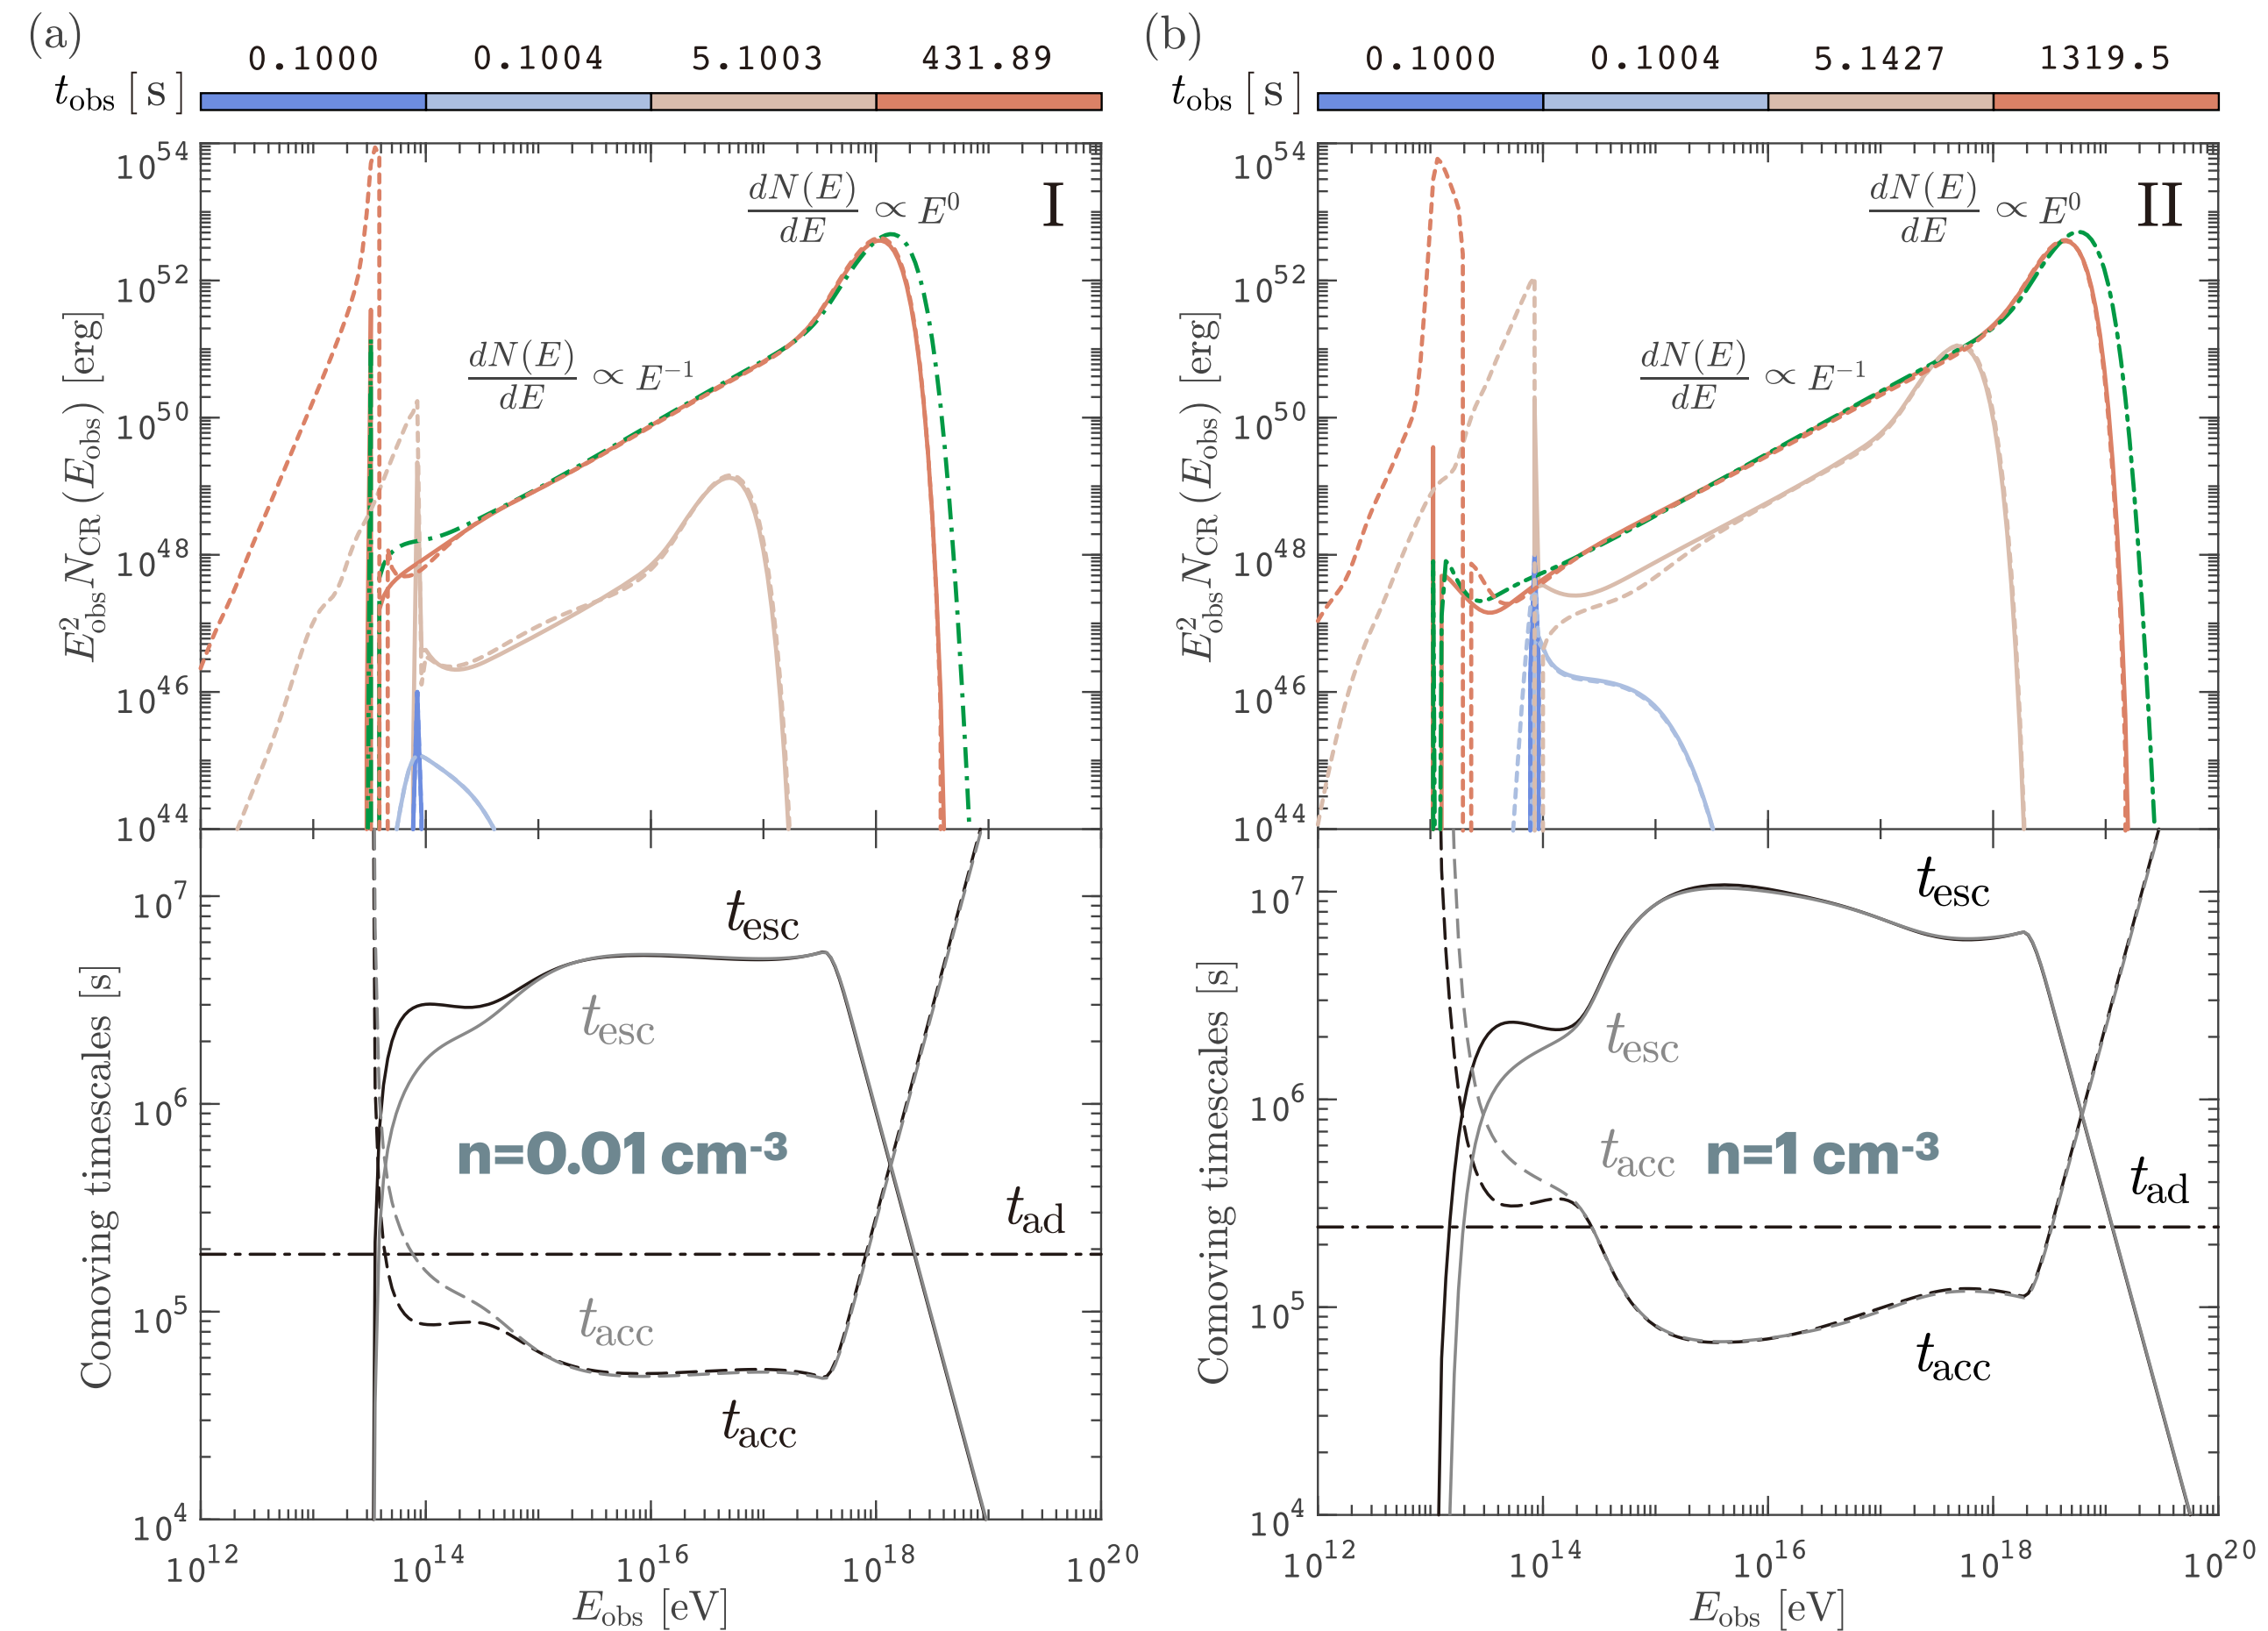 (a)
0.1000 0.1004 5.1003 431.89
t_obs [ s ]
10^54
10^52
10^50
10^48
10^46
10^44
E^2_obs N_CR (E_obs) [erg]
dN(E)/dE ∝ E^0
I
dN(E)/dE ∝ E^-1
10^7
10^6
10^5
10^4
Comoving timescales [s]
t_esc
t_esc
n=0.01 cm-3
t_ad
t_acc
t_acc
10^12 10^14 10^16 10^18 10^20
E_obs [eV]
(b)
0.1000 0.1004 5.1427 1319.5
t_obs [ s ]
10^54
10^52
10^50
10^48
10^46
10^44
E^2_obs N_CR (E_obs) [erg]
dN(E)/dE ∝ E^0
II
dN(E)/dE ∝ E^-1
10^7
10^6
10^5
10^4
Comoving timescales [s]
t_esc
t_esc
t_acc
n=1 cm-3
t_ad
t_acc
10^12 10^14 10^16 10^18 10^20
E_obs [eV]